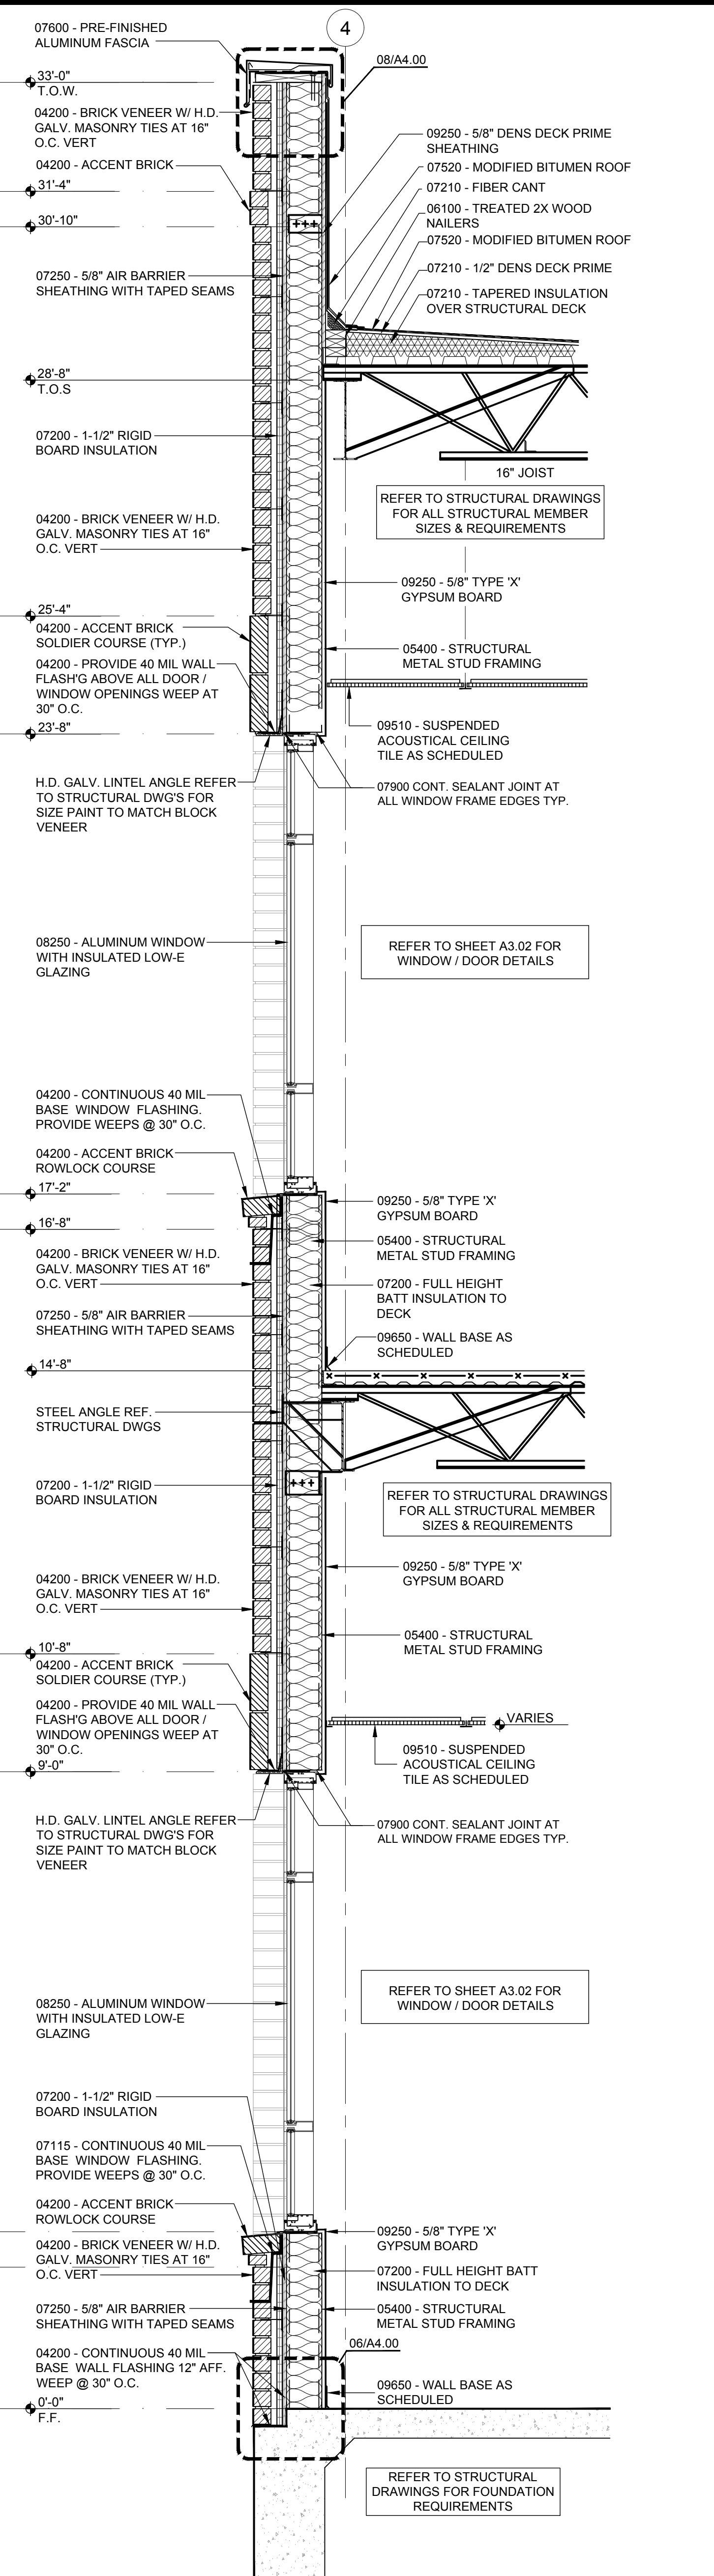 4
07600 - PRE-FINISHED
ALUMINUM FASCIA
08/A4.00
33'-0"
T.O.W.
04200 - BRICK VENEER W/ H.D.
GALV. MASONRY TIES AT 16"
O.C. VERT
09250 - 5/8" DENS DECK PRIME
SHEATHING
04200 - ACCENT BRICK
07520 - MODIFIED BITUMEN ROOF
31'-4"
07210 - FIBER CANT
06100 - TREATED 2X WOOD
NAILERS
30'-10"
07520 - MODIFIED BITUMEN ROOF
07250 - 5/8" AIR BARRIER
SHEATHING WITH TAPED SEAMS
07210 - 1/2" DENS DECK PRIME
07210 - TAPERED INSULATION
OVER STRUCTURAL DECK
28'-8"
T.O.S
07200 - 1-1/2" RIGID
BOARD INSULATION
16" JOIST
REFER TO STRUCTURAL DRAWINGS
FOR ALL STRUCTURAL MEMBER
SIZES & REQUIREMENTS
04200 - BRICK VENEER W/ H.D.
GALV. MASONRY TIES AT 16"
O.C. VERT
09250 - 5/8" TYPE 'X'
GYPSUM BOARD
25'-4"
04200 - ACCENT BRICK
SOLDIER COURSE (TYP.)
05400 - STRUCTURAL
METAL STUD FRAMING
04200 - PROVIDE 40 MIL WALL
FLASH'G ABOVE ALL DOOR /
WINDOW OPENINGS WEEP AT
30" O.C.
23'-8"
09510 - SUSPENDED
ACOUSTICAL CEILING
TILE AS SCHEDULED
H.D. GALV. LINTEL ANGLE REFER
TO STRUCTURAL DWG'S FOR
SIZE PAINT TO MATCH BLOCK
VENEER
07900 CONT. SEALANT JOINT AT
ALL WINDOW FRAME EDGES TYP.
08250 - ALUMINUM WINDOW
WITH INSULATED LOW-E
GLAZING
REFER TO SHEET A3.02 FOR
WINDOW / DOOR DETAILS
04200 - CONTINUOUS 40 MIL
BASE WINDOW FLASHING.
PROVIDE WEEPS @ 30" O.C.
04200 - ACCENT BRICK
ROWLOCK COURSE
17'-2"
09250 - 5/8" TYPE 'X'
GYPSUM BOARD
16'-8"
05400 - STRUCTURAL
METAL STUD FRAMING
04200 - BRICK VENEER W/ H.D.
GALV. MASONRY TIES AT 16"
O.C. VERT
07200 - FULL HEIGHT
BATT INSULATION TO
DECK
07250 - 5/8" AIR BARRIER
SHEATHING WITH TAPED SEAMS
09650 - WALL BASE AS
SCHEDULED
14'-8"
STEEL ANGLE REF.
STRUCTURAL DWGS
07200 - 1-1/2" RIGID
BOARD INSULATION
REFER TO STRUCTURAL DRAWINGS
FOR ALL STRUCTURAL MEMBER
SIZES & REQUIREMENTS
04200 - BRICK VENEER W/ H.D.
GALV. MASONRY TIES AT 16"
O.C. VERT
09250 - 5/8" TYPE 'X'
GYPSUM BOARD
05400 - STRUCTURAL
METAL STUD FRAMING
10'-8"
04200 - ACCENT BRICK
SOLDIER COURSE (TYP.)
04200 - PROVIDE 40 MIL WALL
FLASH'G ABOVE ALL DOOR /
WINDOW OPENINGS WEEP AT
30" O.C.
VARIES
09510 - SUSPENDED
ACOUSTICAL CEILING
TILE AS SCHEDULED
9'-0"
H.D. GALV. LINTEL ANGLE REFER
TO STRUCTURAL DWG'S FOR
SIZE PAINT TO MATCH BLOCK
VENEER
07900 CONT. SEALANT JOINT AT
ALL WINDOW FRAME EDGES TYP.
08250 - ALUMINUM WINDOW
WITH INSULATED LOW-E
GLAZING
REFER TO SHEET A3.02 FOR
WINDOW / DOOR DETAILS
07200 - 1-1/2" RIGID
BOARD INSULATION
07115 - CONTINUOUS 40 MIL
BASE WINDOW FLASHING.
PROVIDE WEEPS @ 30" O.C.
04200 - ACCENT BRICK
ROWLOCK COURSE
09250 - 5/8" TYPE 'X'
GYPSUM BOARD
04200 - BRICK VENEER W/ H.D.
GALV. MASONRY TIES AT 16"
O.C. VERT
07200 - FULL HEIGHT BATT
INSULATION TO DECK
07250 - 5/8" AIR BARRIER
SHEATHING WITH TAPED SEAMS
05400 - STRUCTURAL
METAL STUD FRAMING
06/A4.00
04200 - CONTINUOUS 40 MIL
BASE WALL FLASHING 12" AFF.
WEEP @ 30" O.C.
09650 - WALL BASE AS
SCHEDULED
0'-0"
F.F.
REFER TO STRUCTURAL
DRAWINGS FOR FOUNDATION
REQUIREMENTS